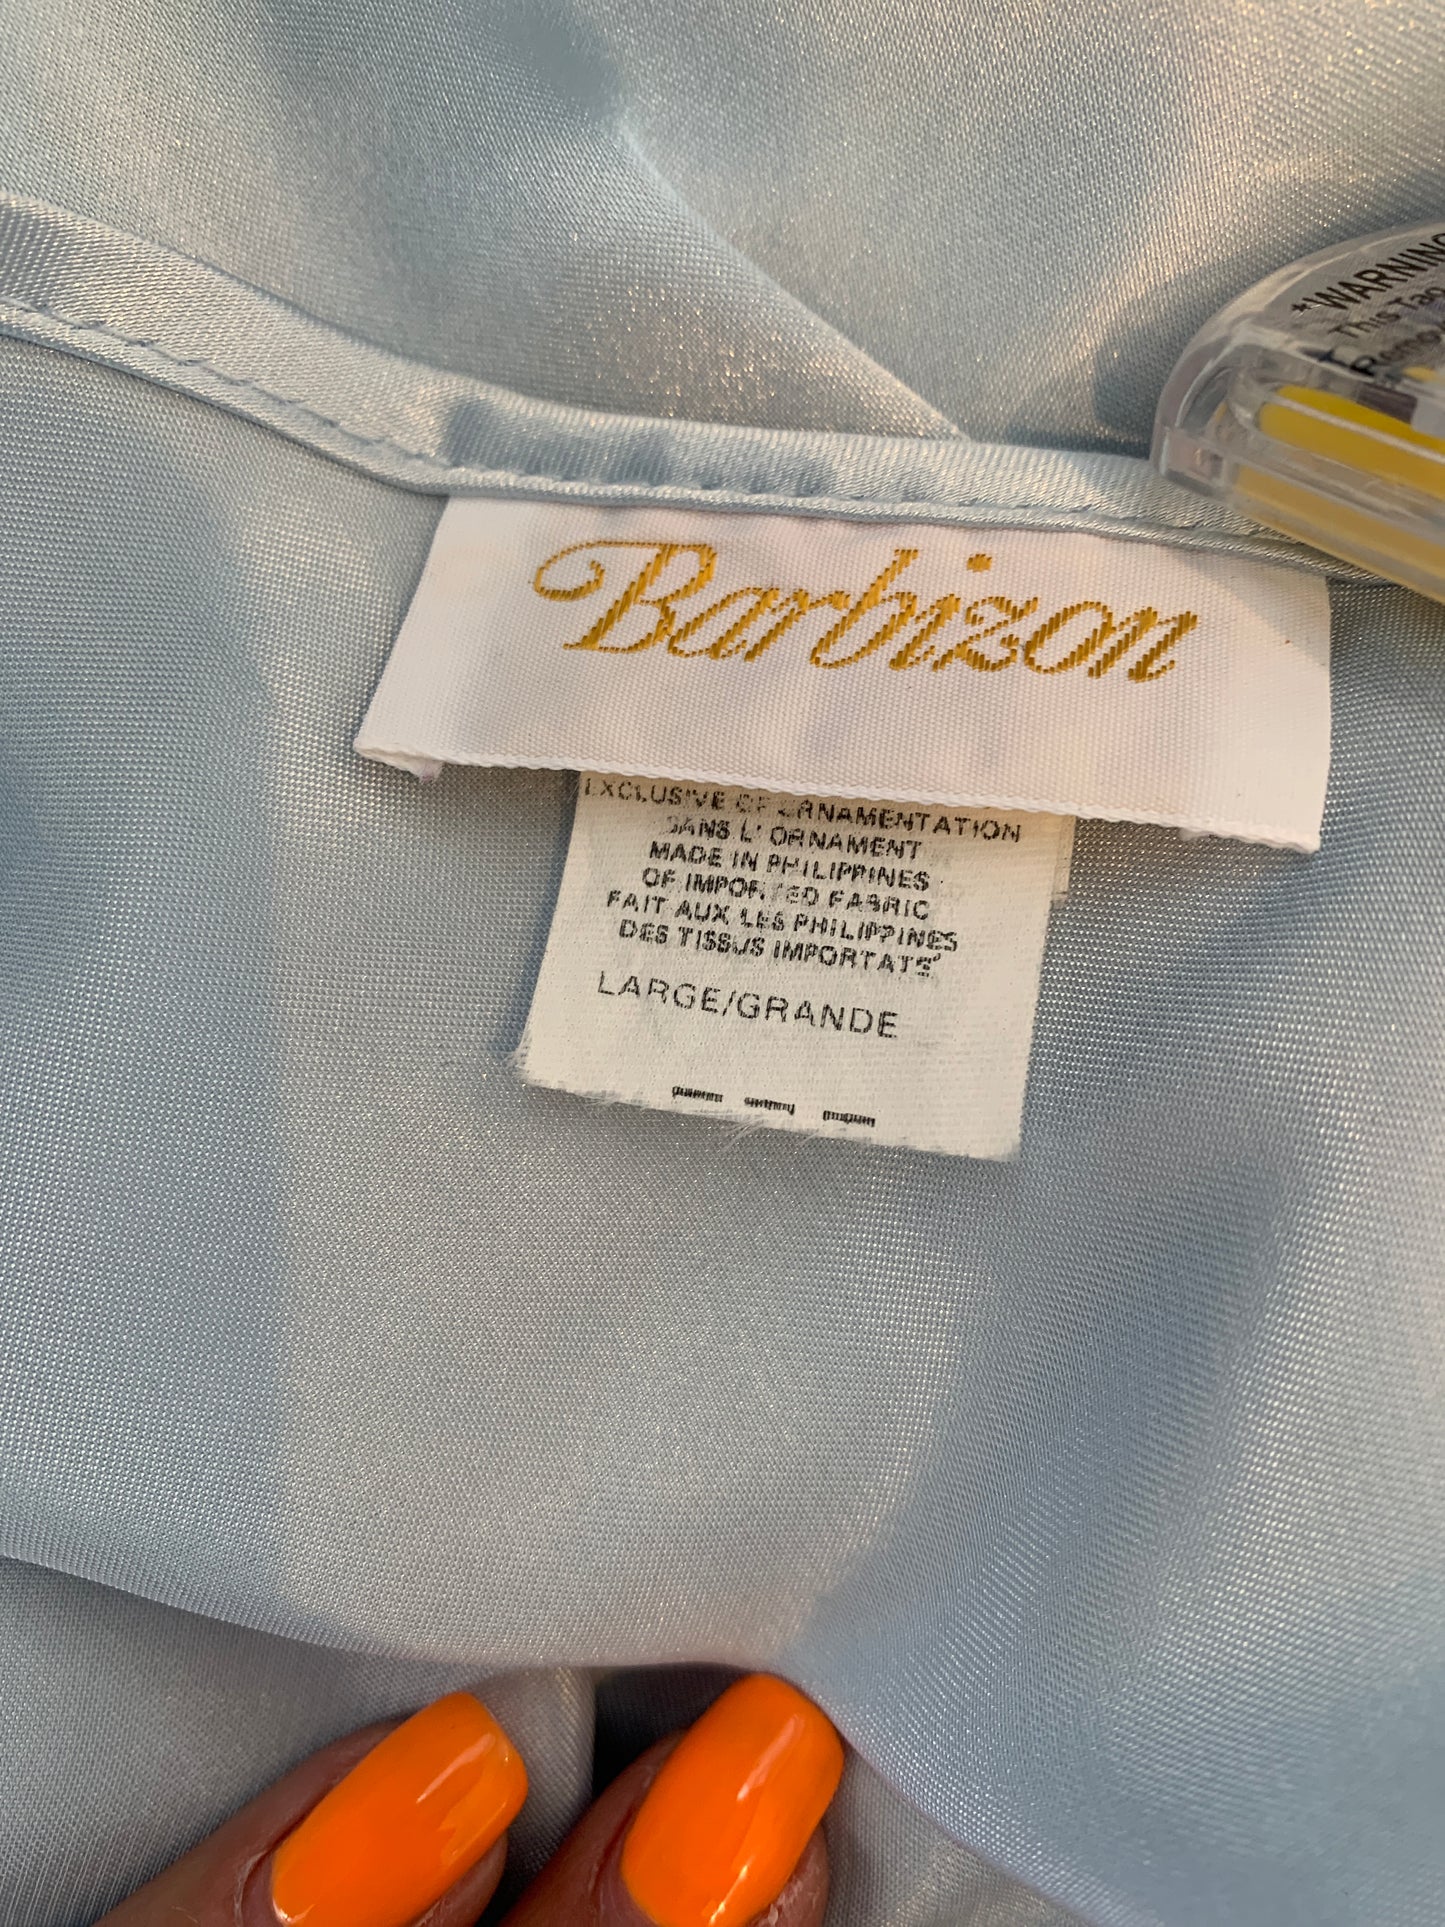 Barbizon
EXCLUSIVE OF ORNAMENTATION
SANS L' ORNAMENT
MADE IN PHILIPPINES
OF IMPORTED FABRIC
FAIT AUX LES PHILIPPINES
DES TISSUS IMPORTATS
LARGE/GRANDE
*WARNING
This